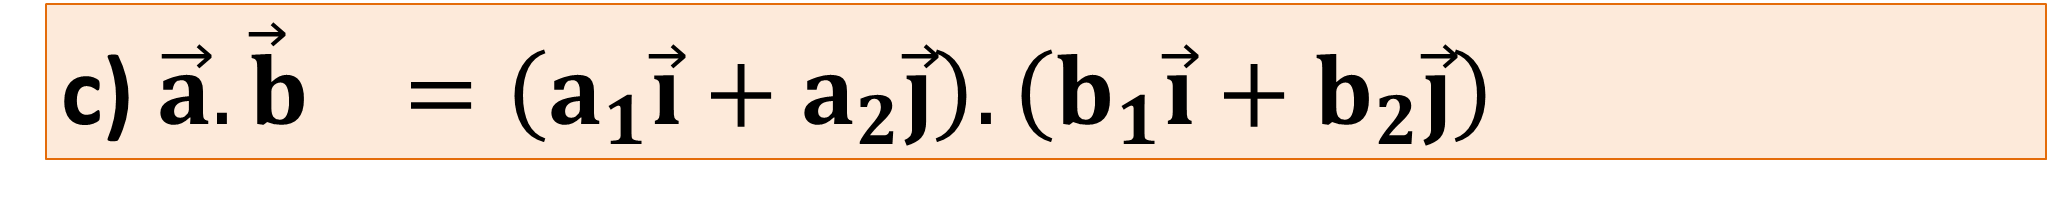 c) a⃗. b⃗ = (a₁i⃗ + a₂j⃗). (b₁i⃗ + b₂j⃗)